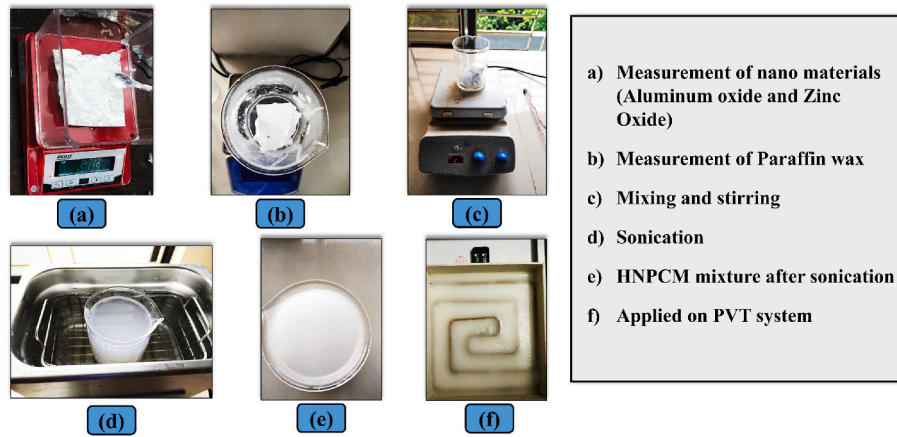 (a)
(b)
(c)
(d)
(e)
(f)
a) Measurement of nano materials
(Aluminum oxide and Zinc
Oxide)
b) Measurement of Paraffin wax
c) Mixing and stirring
d) Sonication
e) HNPCM mixture after sonication
f) Applied on PVT system